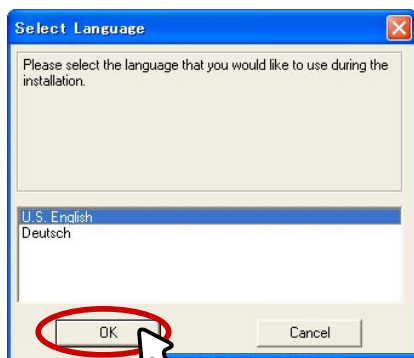 Select Language
Please select the language that you would like to use during the
installation.
U.S. English
Deutsch
OK
Cancel